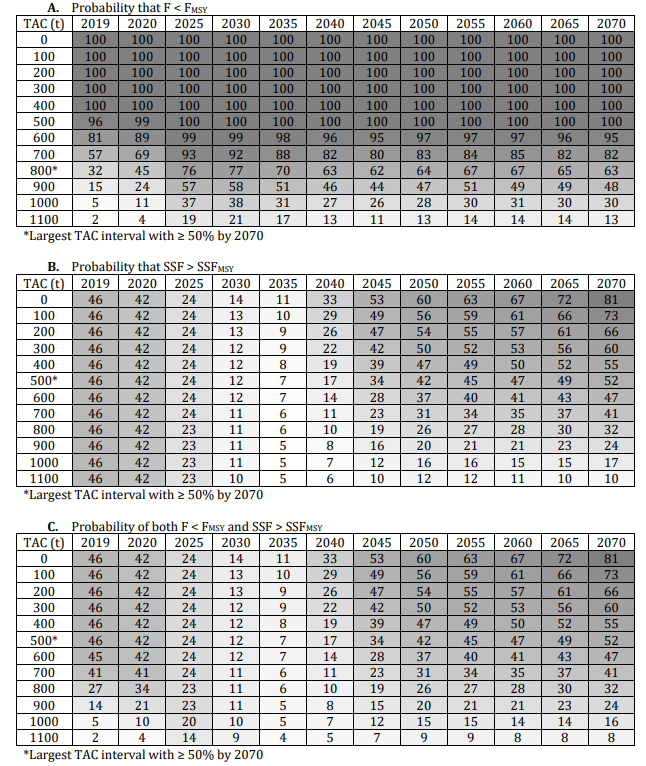 A. Probability that F < FMSY
TAC (t) 2019 2020 2025 2030 2035 2040 2045 2050 2055 2060 2065 2070
0 100 100 100 100 100 100 100 100 100 100 100 100
100 100 100 100 100 100 100 100 100 100 100 100 100
200 100 100 100 100 100 100 100 100 100 100 100 100
300 100 100 100 100 100 100 100 100 100 100 100 100
400 100 100 100 100 100 100 100 100 100 100 100 100
500 96 99 100 100 100 100 100 100 100 100 100 100
600 81 89 99 99 98 96 95 97 97 97 96 95
700 57 69 93 92 88 82 80 83 84 85 82 82
800* 32 45 76 77 70 63 62 64 67 67 65 63
900 15 24 57 58 51 46 44 47 51 49 49 48
1000 5 11 37 38 31 27 26 28 30 31 30 30
1100 2 4 19 21 17 13 11 13 14 14 14 13
*Largest TAC interval with ≥ 50% by 2070
B. Probability that SSF > SSFMSY
TAC (t) 2019 2020 2025 2030 2035 2040 2045 2050 2055 2060 2065 2070
0 46 42 24 14 11 33 53 60 63 67 72 81
100 46 42 24 13 10 29 49 56 59 61 66 73
200 46 42 24 13 9 26 47 54 55 57 61 66
300 46 42 24 12 9 22 42 50 52 53 56 60
400 46 42 24 12 8 19 39 47 49 50 52 55
500* 46 42 24 12 7 17 34 42 45 47 49 52
600 46 42 24 12 7 14 28 37 40 41 43 47
700 46 42 24 11 6 11 23 31 34 35 37 41
800 46 42 23 11 6 10 19 26 27 28 30 32
900 46 42 23 11 5 8 16 20 21 21 23 24
1000 46 42 23 11 5 7 12 16 16 15 15 17
1100 46 42 23 10 5 6 10 12 12 11 10 10
*Largest TAC interval with ≥ 50% by 2070
C. Probability of both F < FMSY and SSF > SSFMSY
TAC (t) 2019 2020 2025 2030 2035 2040 2045 2050 2055 2060 2065 2070
0 46 42 24 14 11 33 53 60 63 67 72 81
100 46 42 24 13 10 29 49 56 59 61 66 73
200 46 42 24 13 9 26 47 54 55 57 61 66
300 46 42 24 12 9 22 42 50 52 53 56 60
400 46 42 24 12 8 19 39 47 49 50 52 55
500* 46 42 24 12 7 17 34 42 45 47 49 52
600 45 42 24 12 7 14 28 37 40 41 43 47
700 41 41 24 11 6 11 23 31 34 35 37 41
800 27 34 23 11 6 10 19 26 27 28 30 32
900 14 21 23 11 5 8 15 20 21 21 23 24
1000 5 10 20 10 5 7 12 15 15 14 14 16
1100 2 4 14 9 4 5 7 9 9 8 8 8
*Largest TAC interval with ≥ 50% by 2070